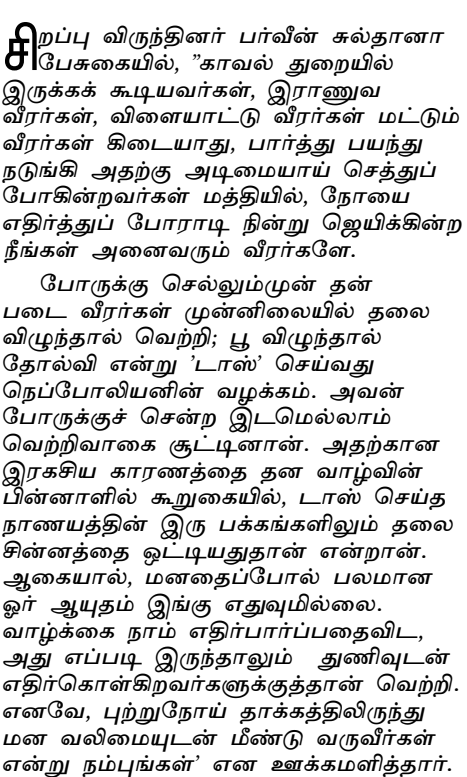 சிறப்பு விருந்தினர் பர்வீன் சுல்தானா
பேசுகையில், ”காவல் துறையில்
இருக்கக் கூடியவர்கள், இராணுவ
வீரர்கள், விளையாட்டு வீரர்கள் மட்டும்
வீரர்கள் கிடையாது, பார்த்து பயந்து
நடுங்கி அதற்கு அடிமையாய் செத்துப்
போகின்றவர்கள் மத்தியில், நோயை
எதிர்த்துப் போராடி நின்று ஜெயிக்கின்ற
நீங்கள் அனைவரும் வீரர்களே.
போருக்கு செல்லும்முன் தன்
படை வீரர்கள் முன்னிலையில் தலை
விழுந்தால் வெற்றி; பூ விழுந்தால்
தோல்வி என்று 'டாஸ்' செய்வது
நெப்போலியனின் வழக்கம். அவன்
போருக்குச் சென்ற இடமெல்லாம்
வெற்றிவாகை சூட்டினான். அதற்கான
இரகசிய காரணத்தை தன வாழ்வின்
பின்னாளில் கூறுகையில், டாஸ் செய்த
நாணயத்தின் இரு பக்கங்களிலும் தலை
சின்னத்தை ஒட்டியதுதான் என்றான்.
ஆகையால், மனதைப்போல் பலமான
ஓர் ஆயுதம் இங்கு எதுவுமில்லை.
வாழ்க்கை நாம் எதிர்பார்ப்பதைவிட,
அது எப்படி இருந்தாலும் துணிவுடன்
எதிர்கொள்கிறவர்களுக்குத்தான் வெற்றி.
எனவே, புற்றுநோய் தாக்கத்திலிருந்து
மன வலிமையுடன் மீண்டு வருவீர்கள்
என்று நம்புங்கள்' என ஊக்கமளித்தார்.